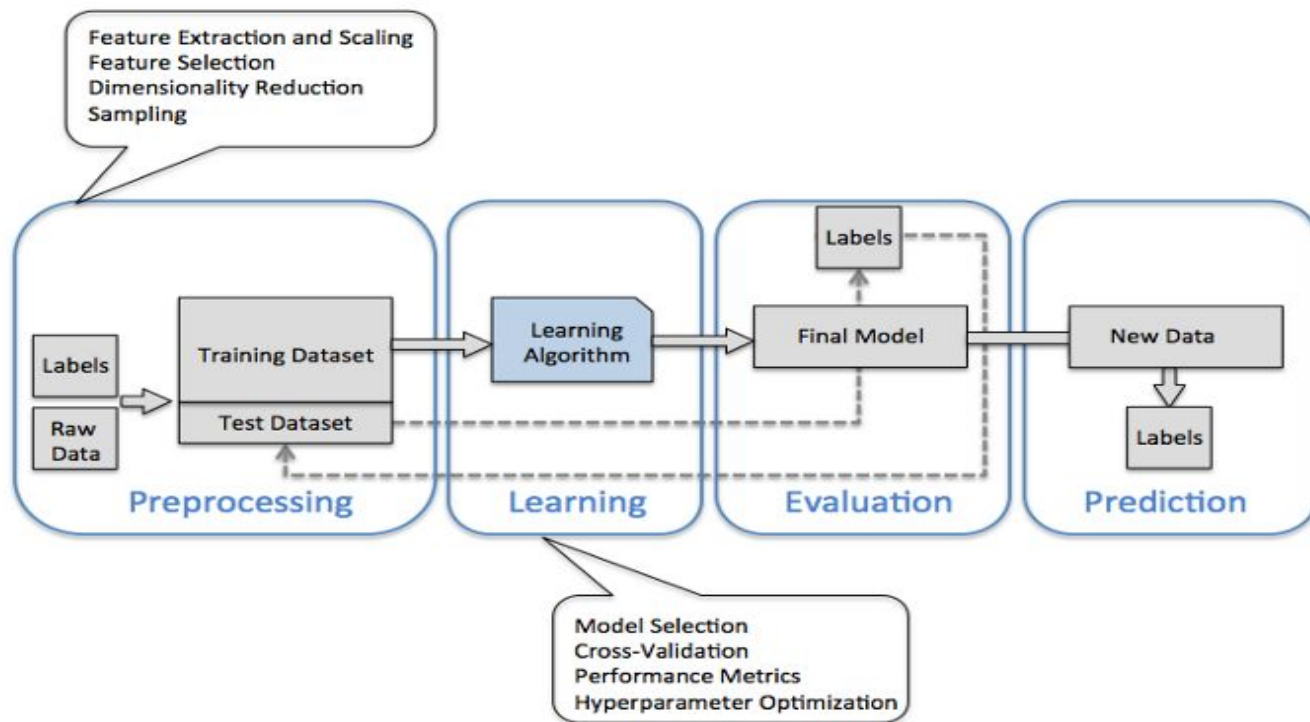 Feature Extraction and Scaling
Feature Selection
Dimensionality Reduction
Sampling
Labels
Raw
Data
Training Dataset
Test Dataset
Preprocessing
Learning
Algorithm
Learning
Labels
Final Model
Evaluation
New Data
Labels
Prediction
Model Selection
Cross-Validation
Performance Metrics
Hyperparameter Optimization